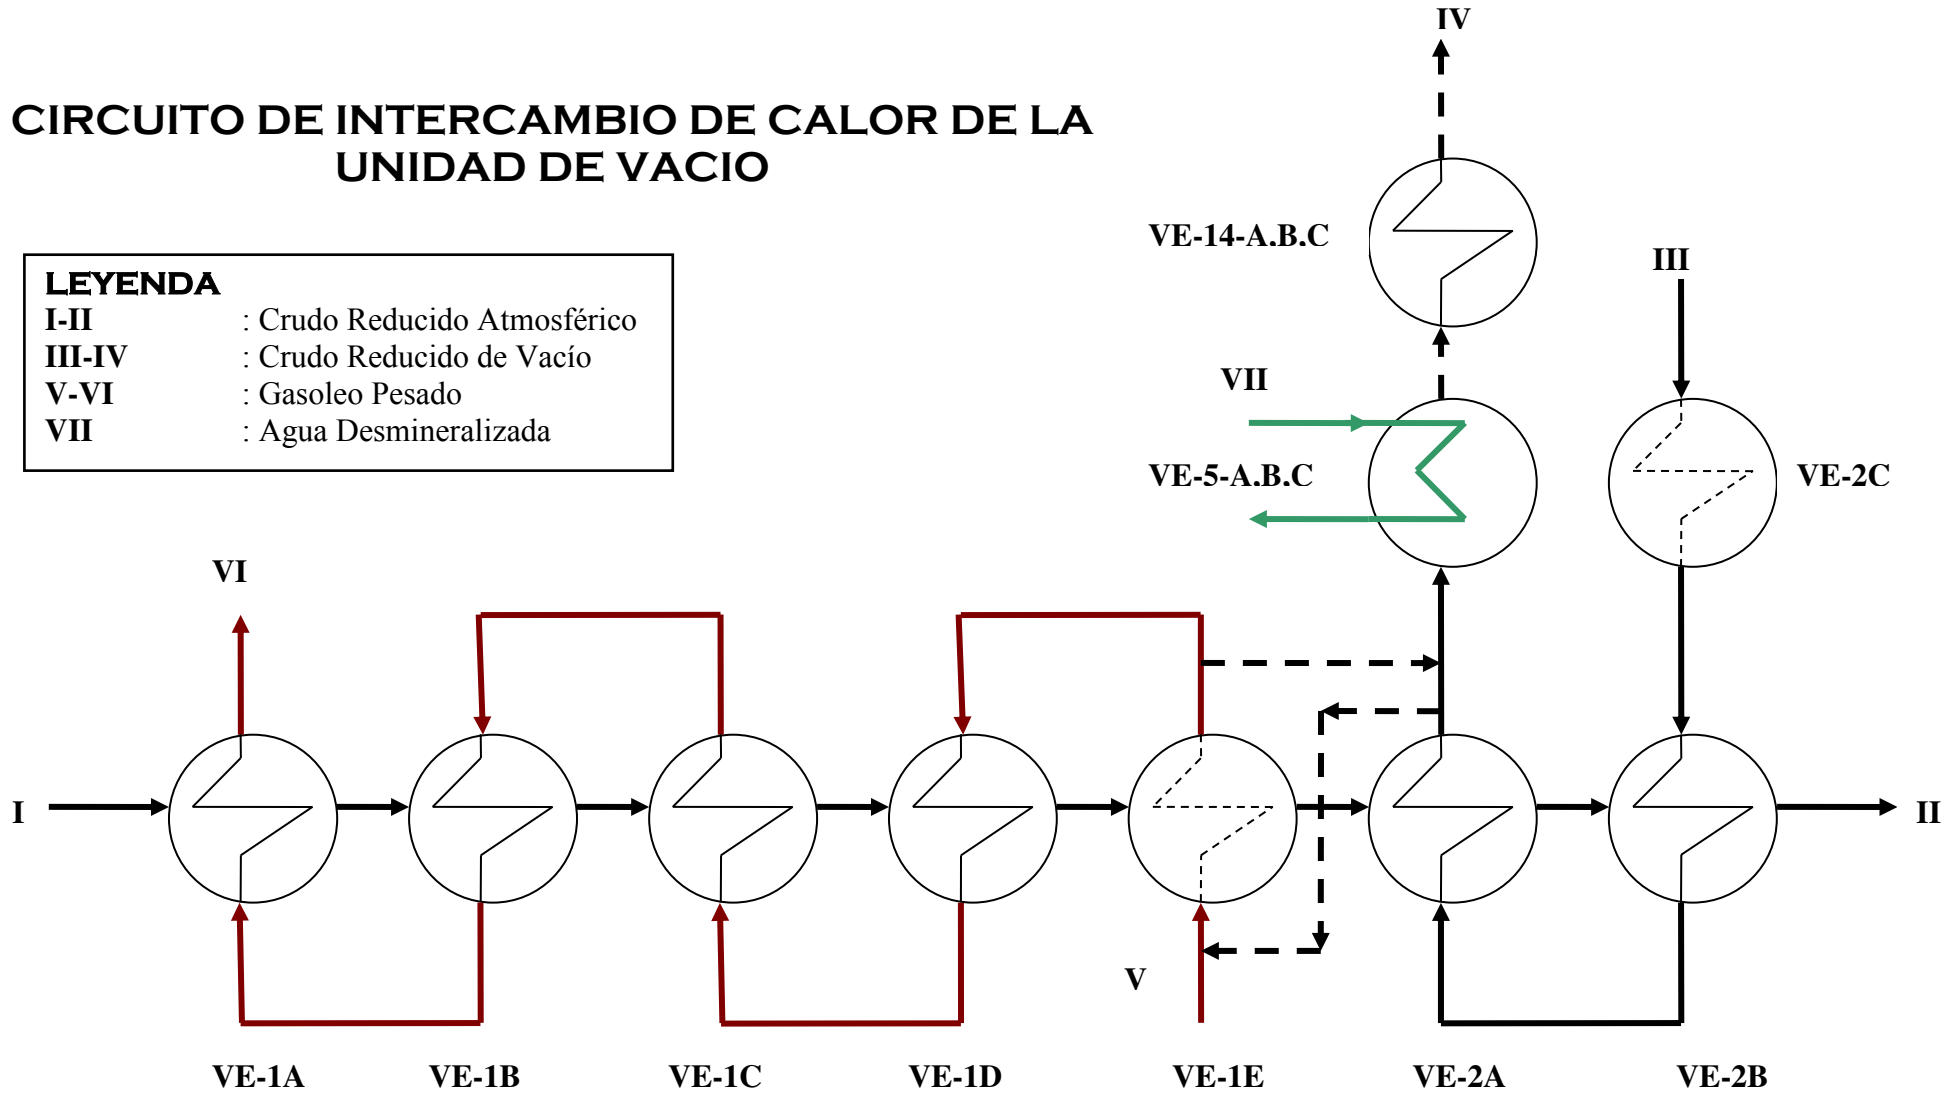 IV
CIRCUITO DE INTERCAMBIO DE CALOR DE LA
UNIDAD DE VACIO
VE-14-A,B,C
III
LEYENDA
I-II : Crudo Reducido Atmosférico
III-IV : Crudo Reducido de Vacío
V-VI : Gasoleo Pesado
VII : Agua Desmineralizada
VII
VE-5-A,B,C
VE-2C
VI
I
II
V
VE-1A VE-1B VE-1C VE-1D VE-1E VE-2A VE-2B